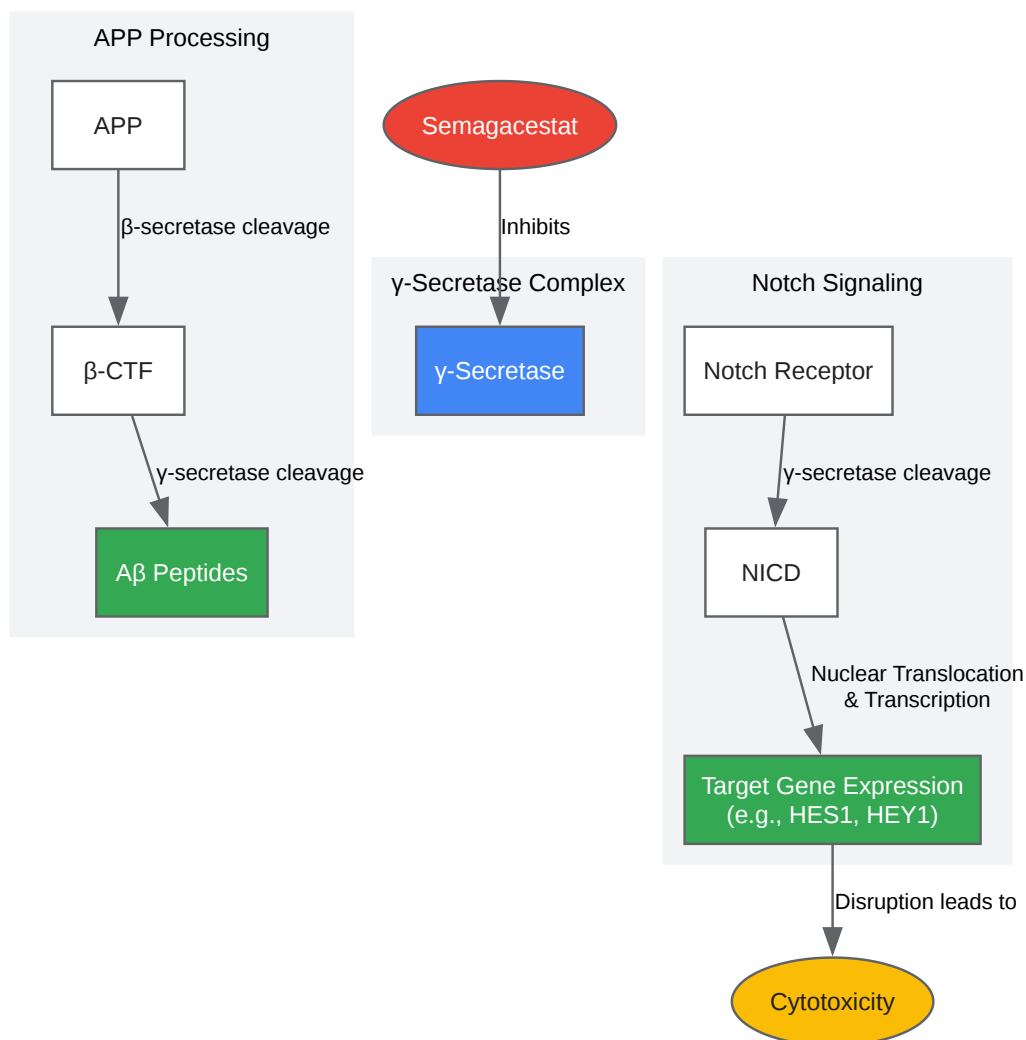 APP Processing
APP
β-secretase cleavage
β-CTF
γ-secretase cleavage
Aβ Peptides
Semagacestat
Inhibits
γ-Secretase Complex
γ-Secretase
Notch Signaling
Notch Receptor
γ-secretase cleavage
NICD
Nuclear Translocation
& Transcription
Target Gene Expression
(e.g., HES1, HEY1)
Disruption leads to
Cytotoxicity